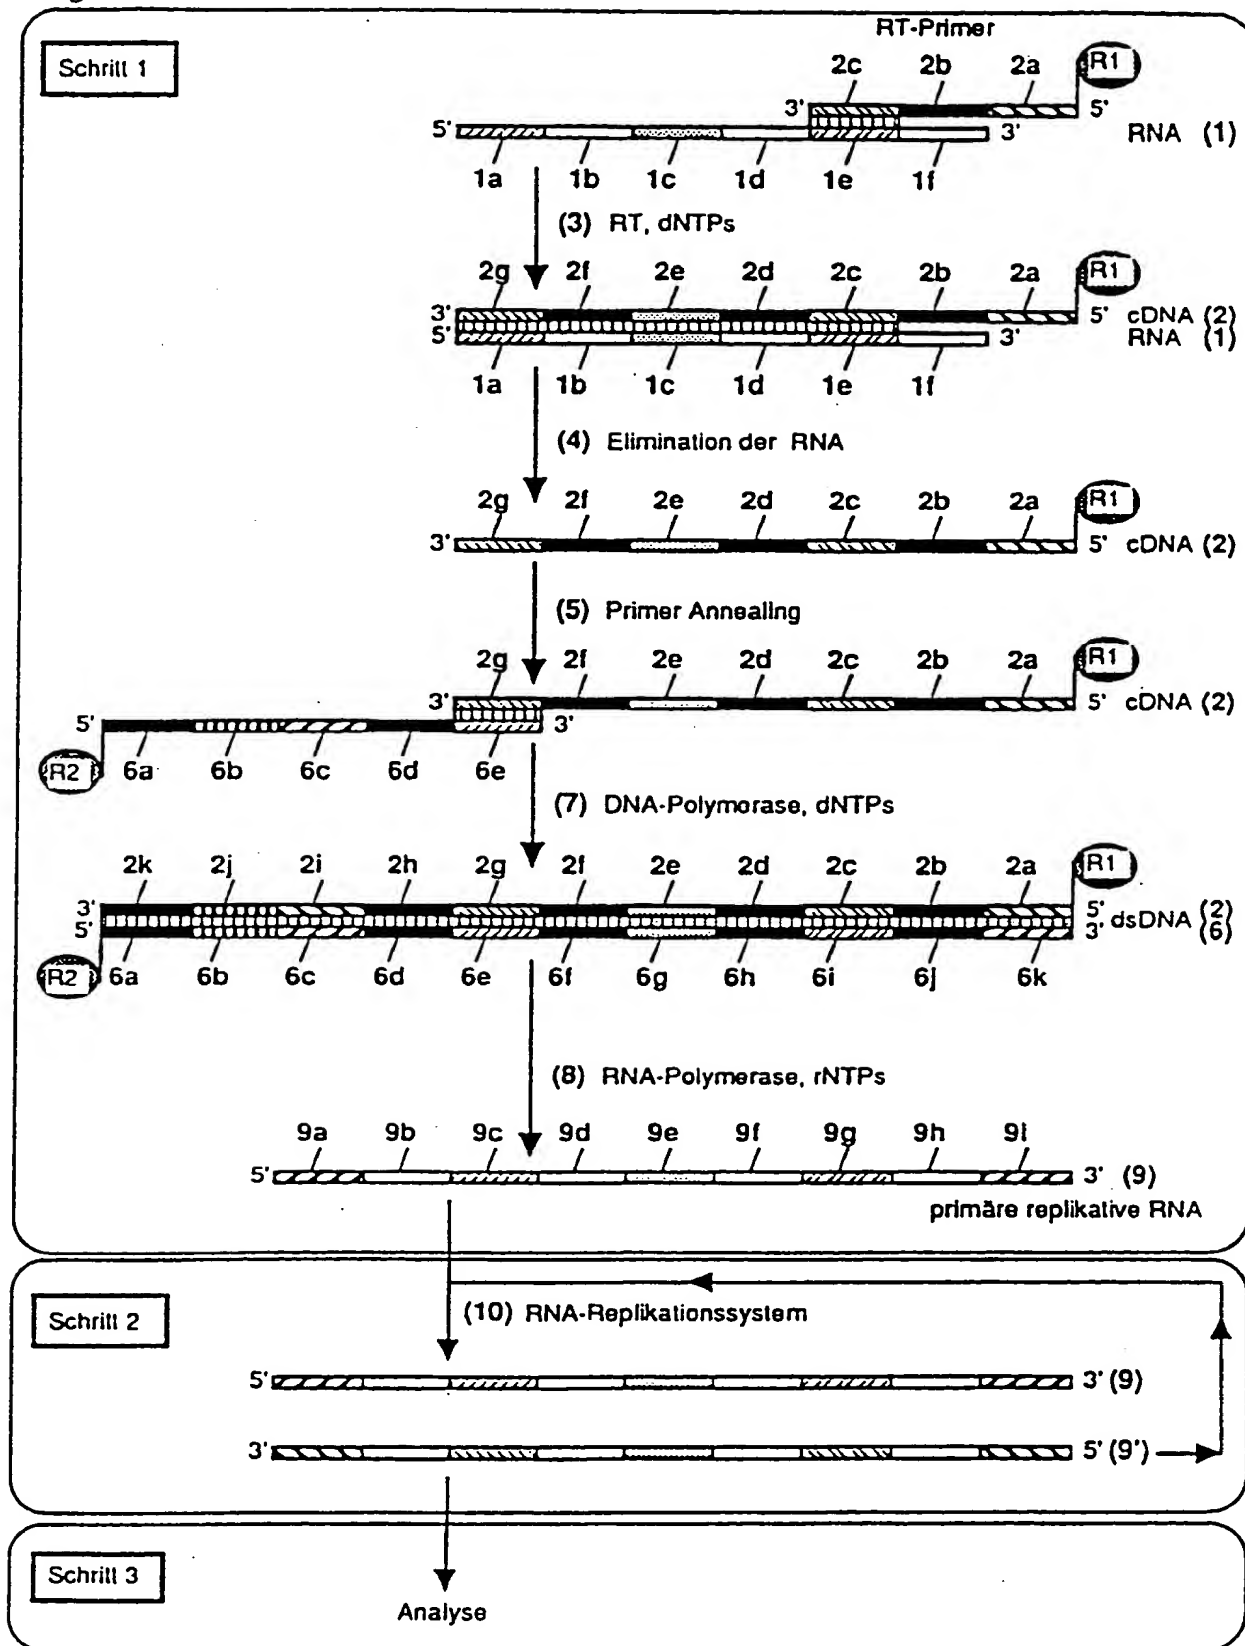 RT-Primer
Schritt 1
2c 2b 2a R1
3' 5'
5' 3' RNA (1)
1a 1b 1c 1d 1e 1f
(3) RT, dNTPs
2g 2f 2e 2d 2c 2b 2a R1
3' 5' cDNA (2)
5' 3' RNA (1)
1a 1b 1c 1d 1e 1f
(4) Elimination der RNA
2g 2f 2e 2d 2c 2b 2a R1
3' 5' cDNA (2)
(5) Primer Annealing
2g 2f 2e 2d 2c 2b 2a R1
3' 5' cDNA (2)
5' 3'
R2 6a 6b 6c 6d 6e
(7) DNA-Polymerase, dNTPs
2k 2j 2i 2h 2g 2f 2e 2d 2c 2b 2a R1
3' 5' dsDNA (2)
5' 3' (6)
R2 6a 6b 6c 6d 6e 6f 6g 6h 6i 6j 6k
(8) RNA-Polymerase, rNTPs
9a 9b 9c 9d 9e 9f 9g 9h 9i
5' 3' (9)
primäre replikative RNA
Schritt 2
(10) RNA-Replikationssystem
5' 3' (9)
3' 5' (9')
Schritt 3
Analyse